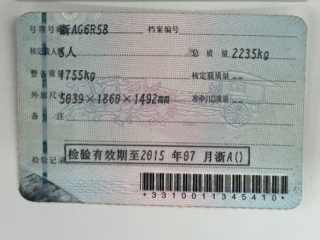 号牌号码 浙AG6R58 档案编号
核定载人数 5人 总质量 2235kg
整备质量 1755kg 核定载质量 --
外廓尺寸 5039×1860×1492mm 准牵引总质量 --
备注
检验记录 检验有效期至2015 年07 月浙A()
*3310011345410*